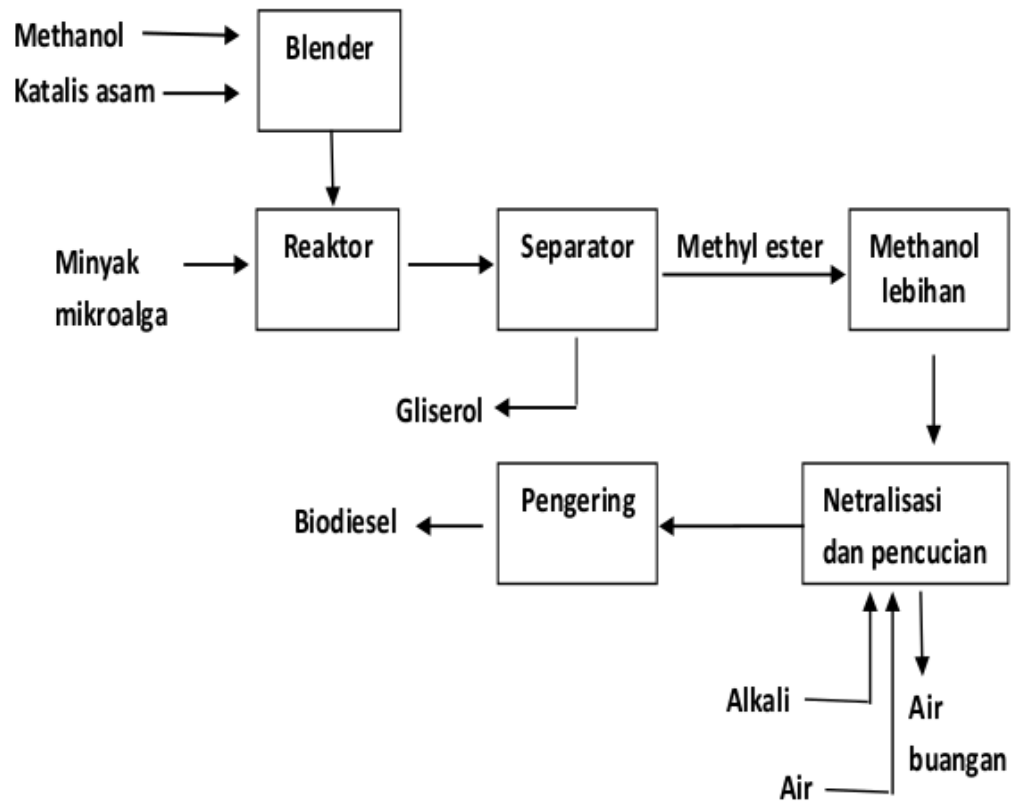 Methanol
Blender
Katalis asam
Reaktor
Separator
Methyl ester
Methanol
lebihan
Minyak
mikroalga
Gliserol
Biodiesel
Pengering
Netralisasi
dan pencucian
Alkali
Air
buangan
Air